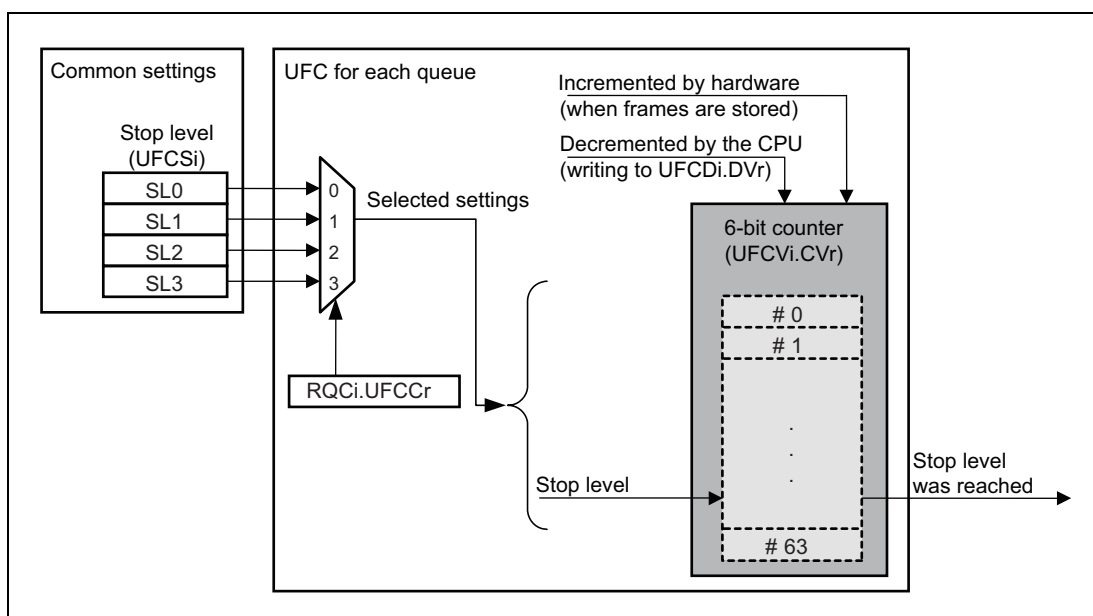 Common settings
Stop level
(UFCSi)
SL0
SL1
SL2
SL3
UFC for each queue
0
1
2
3
Selected settings
RQCi.UFCCr
Incremented by hardware
(when frames are stored)
Decremented by the CPU
(writing to UFCDi.DVr)
6-bit counter
(UFCVi.CVr)
# 0
# 1
.
.
.
# 63
Stop level
Stop level
was reached